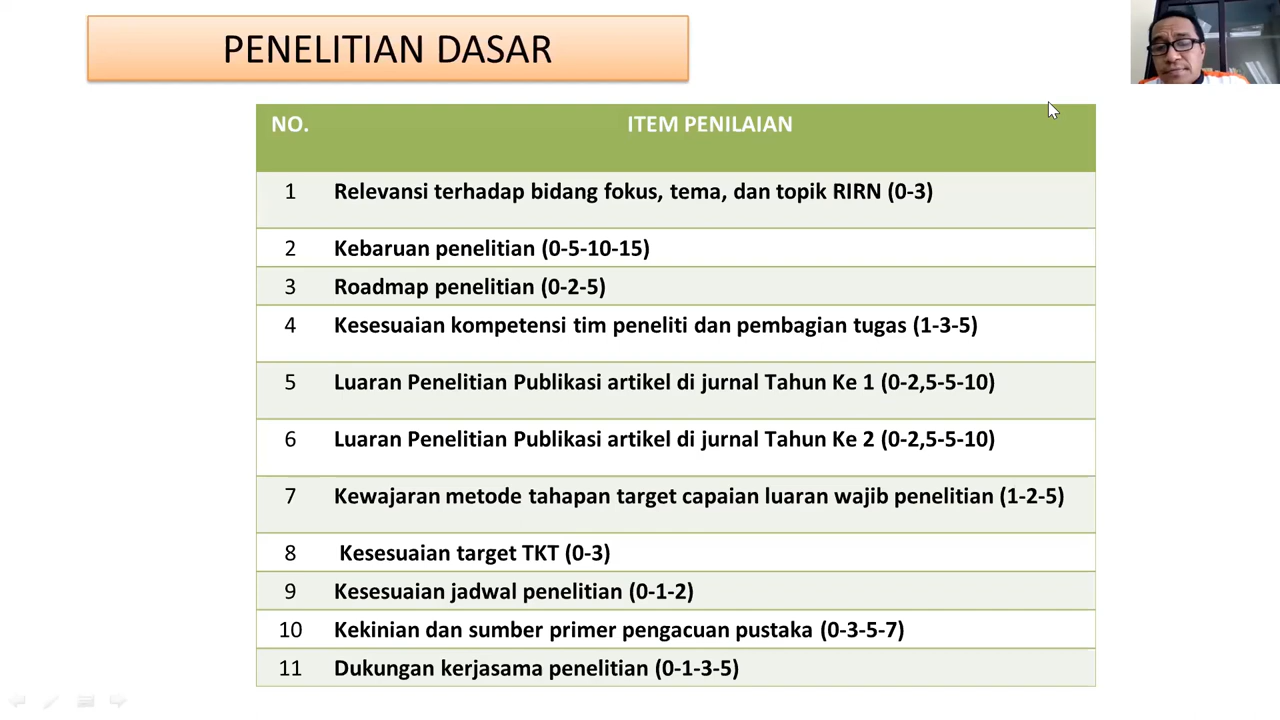 PENELITIAN DASAR
NO. ITEM PENILAIAN
1 Relevansi terhadap bidang fokus, tema, dan topik RIRN (0-3)
2 Kebaruan penelitian (0-5-10-15)
3 Roadmap penelitian (0-2-5)
4 Kesesuaian kompetensi tim peneliti dan pembagian tugas (1-3-5)
5 Luaran Penelitian Publikasi artikel di jurnal Tahun Ke 1 (0-2,5-5-10)
6 Luaran Penelitian Publikasi artikel di jurnal Tahun Ke 2 (0-2,5-5-10)
7 Kewajaran metode tahapan target capaian luaran wajib penelitian (1-2-5)
8 Kesesuaian target TKT (0-3)
9 Kesesuaian jadwal penelitian (0-1-2)
10 Kekinian dan sumber primer pengacuan pustaka (0-3-5-7)
11 Dukungan kerjasama penelitian (0-1-3-5)